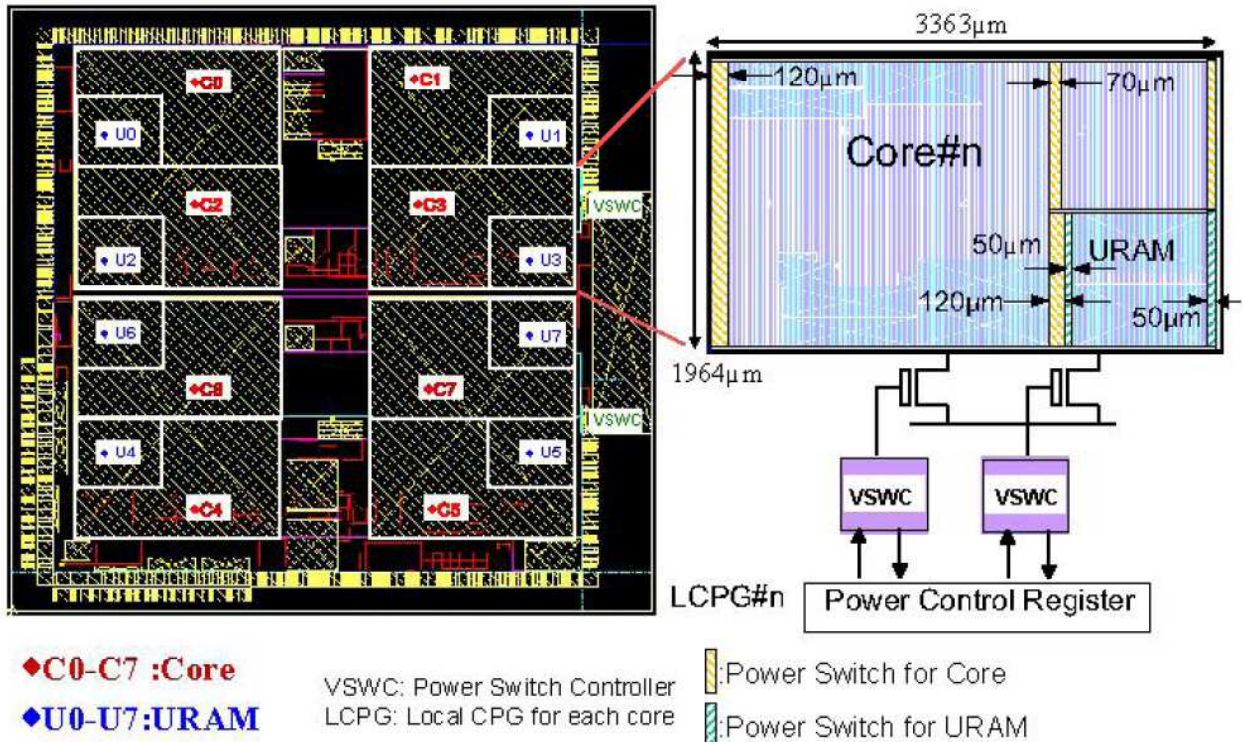 C0
C1
U0
U1
C2
C3
VSWC
U2
U3
U6
U7
C6
C7
VSWC
U4
U5
C4
C5
3363µm
120µm
70µm
Core#n
50µm
URAM
120µm
50µm
1964µm
VSWC
VSWC
LCPG#n
Power Control Register
C0-C7 :Core
U0-U7:URAM
VSWC: Power Switch Controller
LCPG: Local CPG for each core
:Power Switch for Core
:Power Switch for URAM